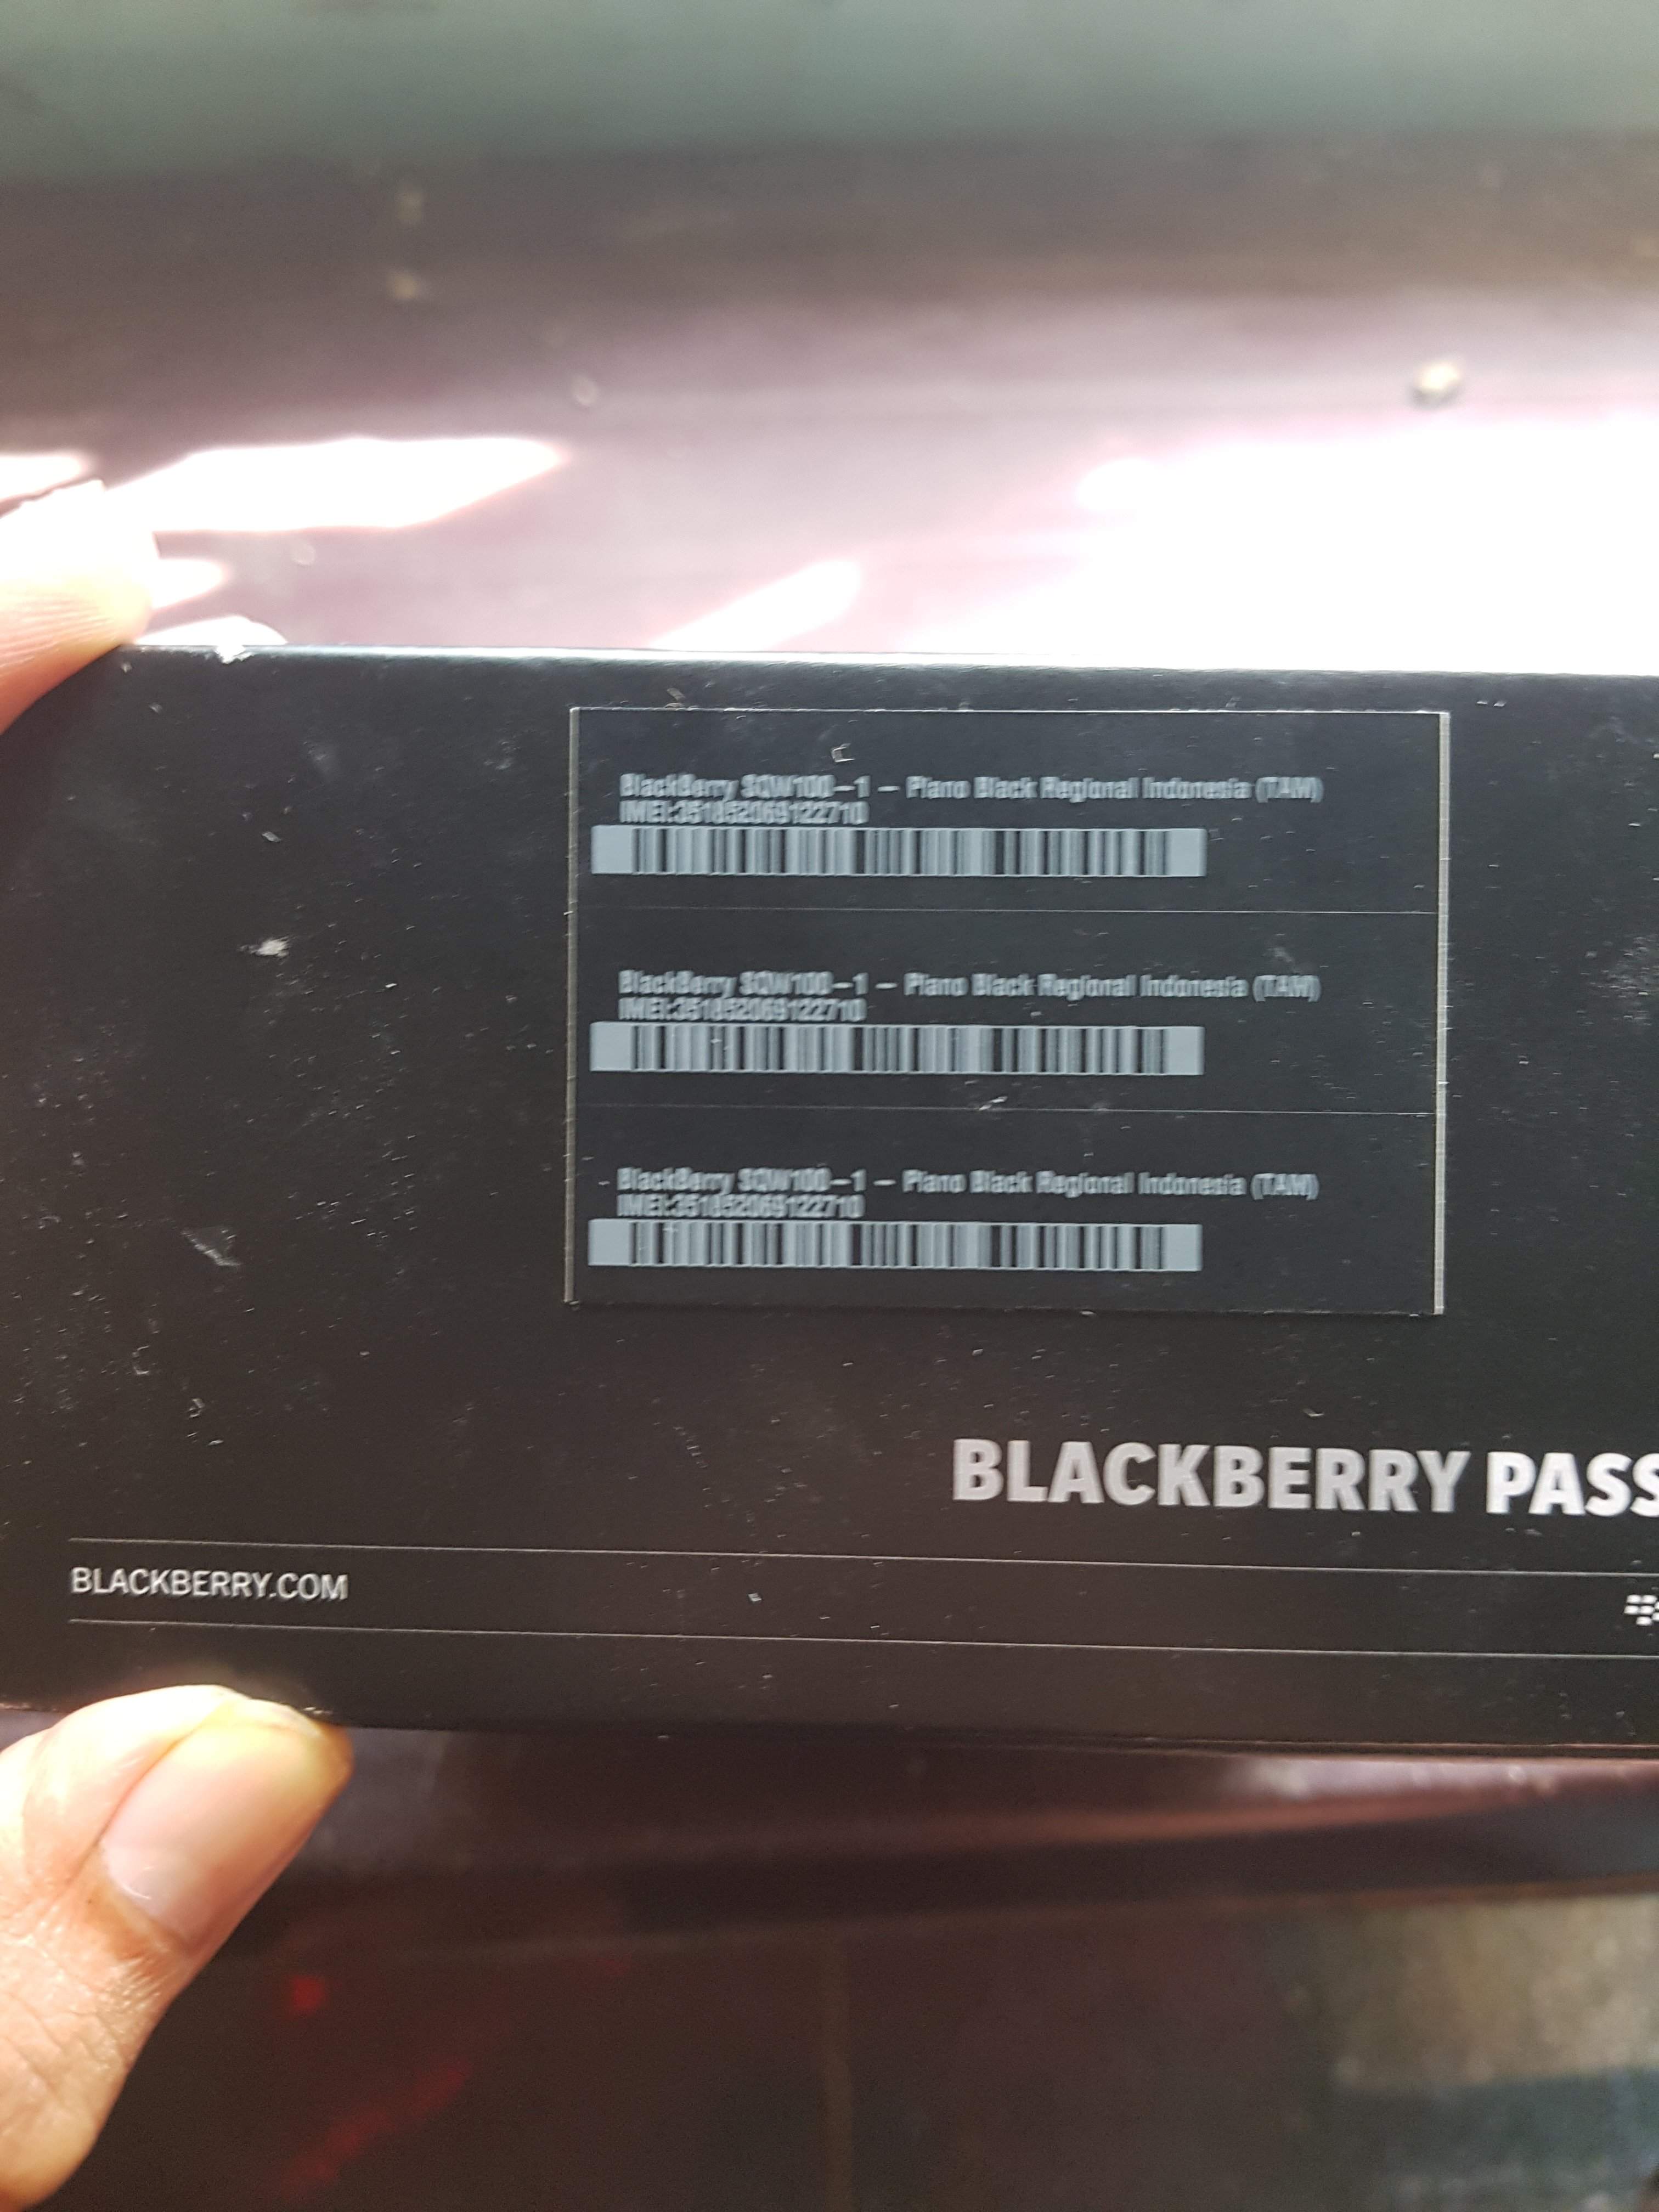 BlackBerry SQW100-1 – Piano Black Regional Indonesia (TAM)
IMEI:351852069122710
BlackBerry SQW100-1 – Piano Black Regional Indonesia (TAM)
IMEI:351852069122710
BlackBerry SQW100-1 – Piano Black Regional Indonesia (TAM)
IMEI:351852069122710
BLACKBERRY PASS
BLACKBERRY.COM